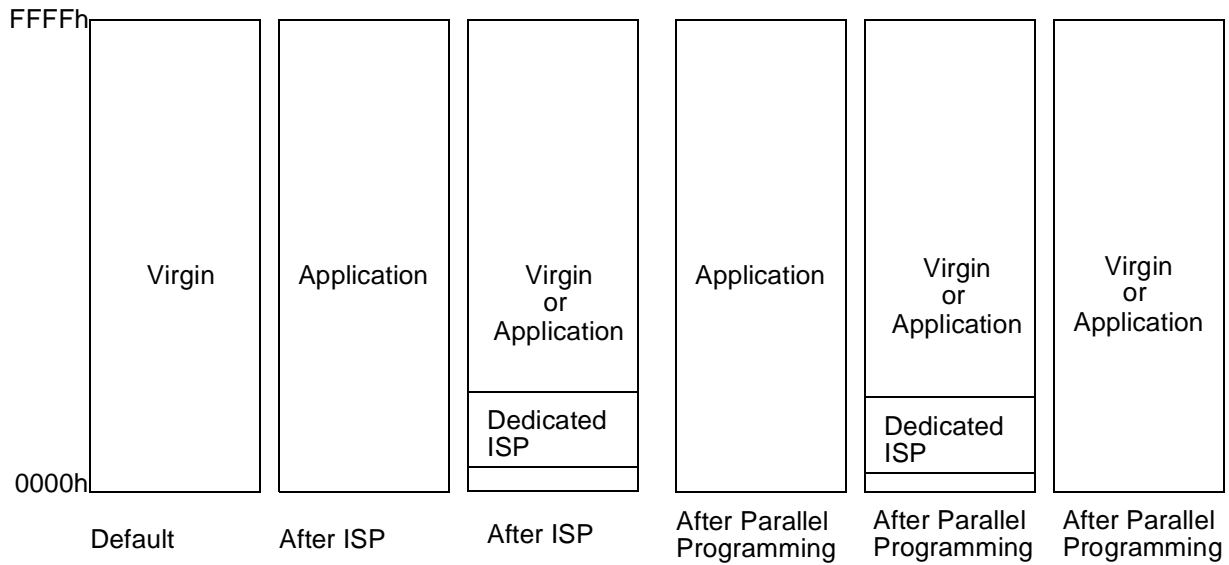 FFFFh
Virgin
Application
Virgin
or
Application
Dedicated
ISP
Application
Virgin
or
Application
Dedicated
ISP
Virgin
or
Application
0000h
Default
After ISP
After ISP
After Parallel
Programming
After Parallel
Programming
After Parallel
Programming